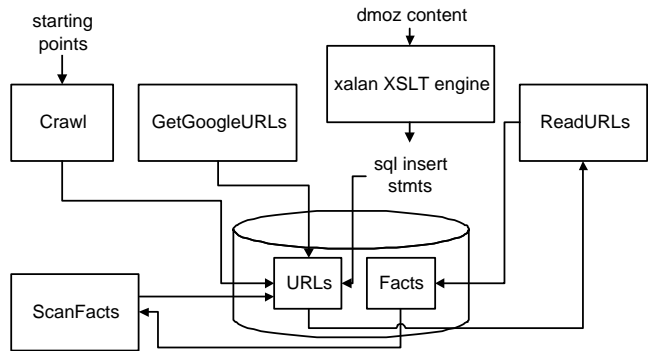 starting
points
dmoz content
Crawl
GetGoogleURLs
xalan XSLT engine
ReadURLs
sql insert
stmts
URLs
Facts
ScanFacts